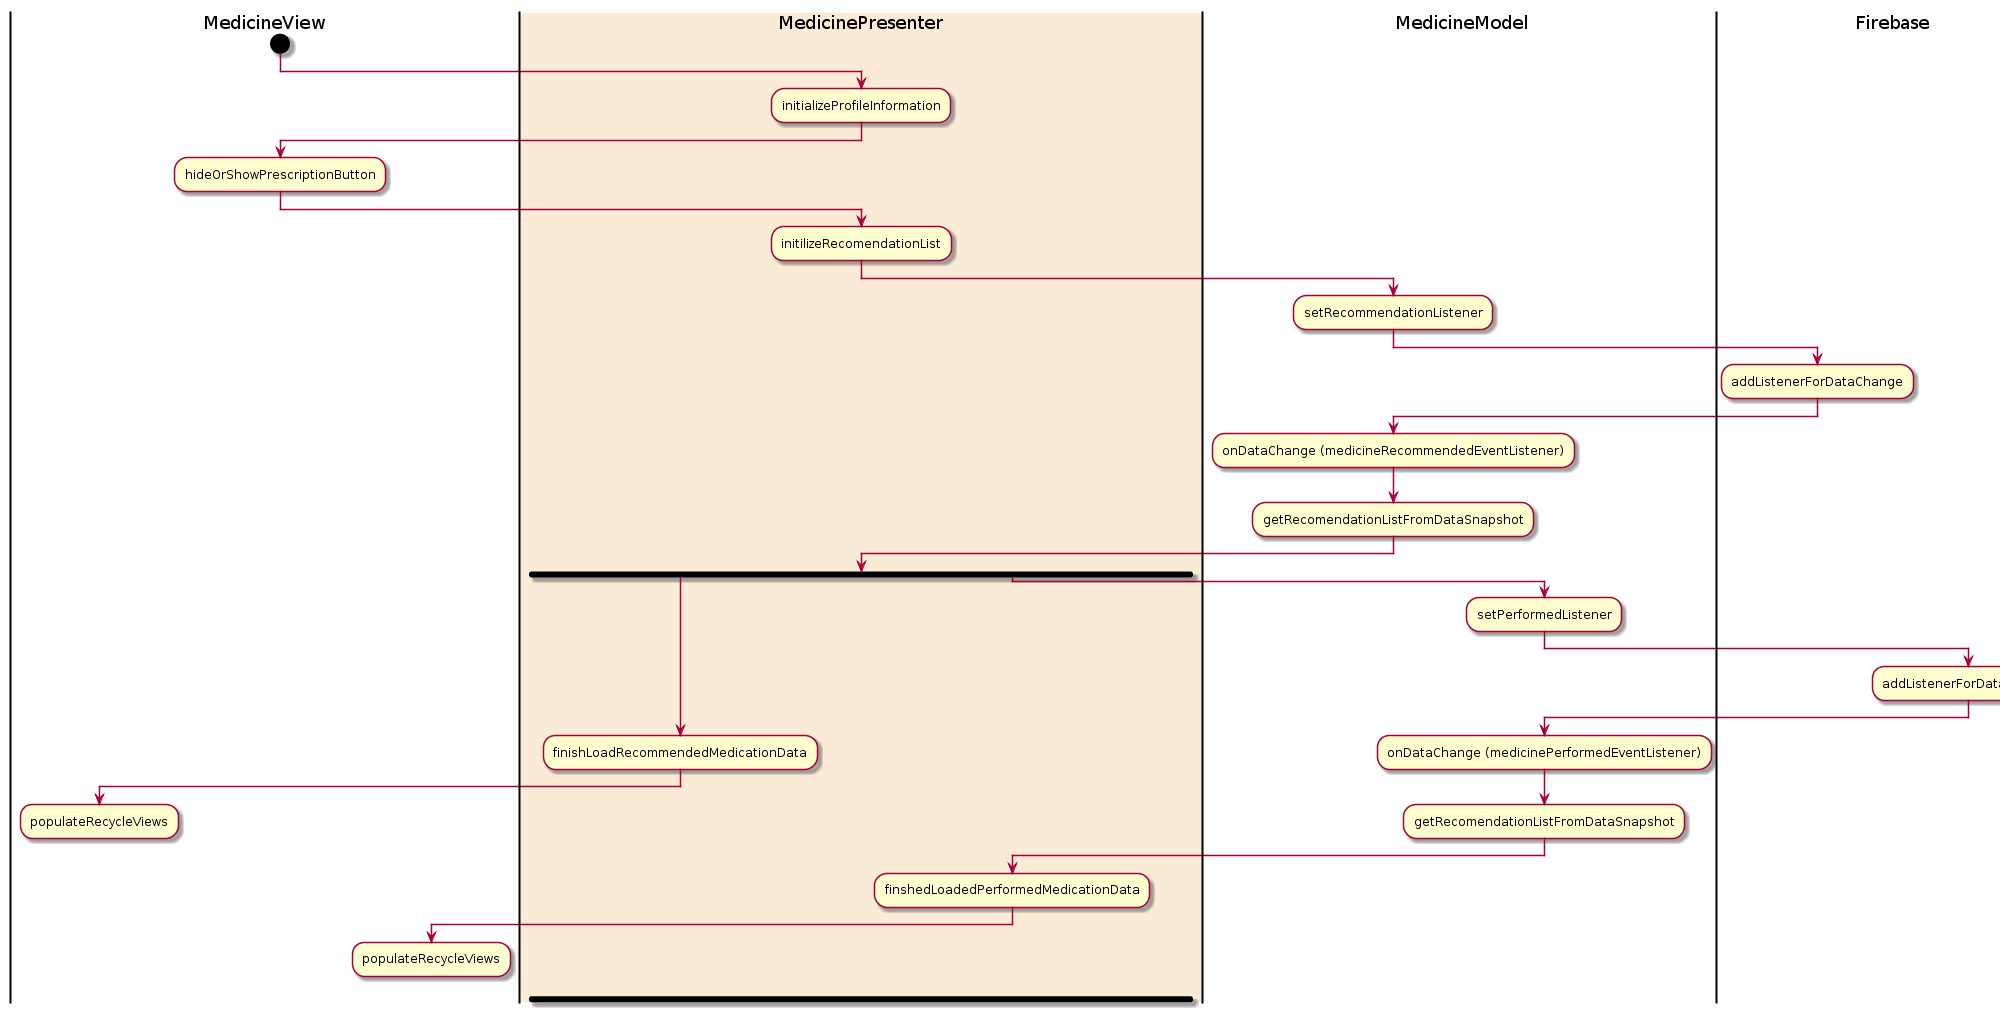 MedicineView
MedicinePresenter
MedicineModel
Firebase
initializeProfileInformation
hideOrShowPrescriptionButton
initilizeRecomendationList
setRecommendationListener
addListenerForDataChange
onDataChange (medicineRecommendedEventListener)
getRecomendationListFromDataSnapshot
setPerformedListener
addListenerForData
finishLoadRecommendedMedicationData
onDataChange (medicinePerformedEventListener)
populateRecycleViews
getRecomendationListFromDataSnapshot
finshedLoadedPerformedMedicationData
populateRecycleViews